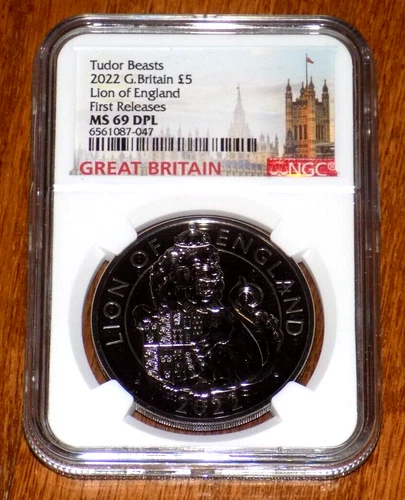 Tudor Beasts
2022 G.Britain £5
Lion of England
First Releases
MS 69 DPL
6561087-047
GREAT BRITAIN
NGC®
LION OF ENGLAND
2022